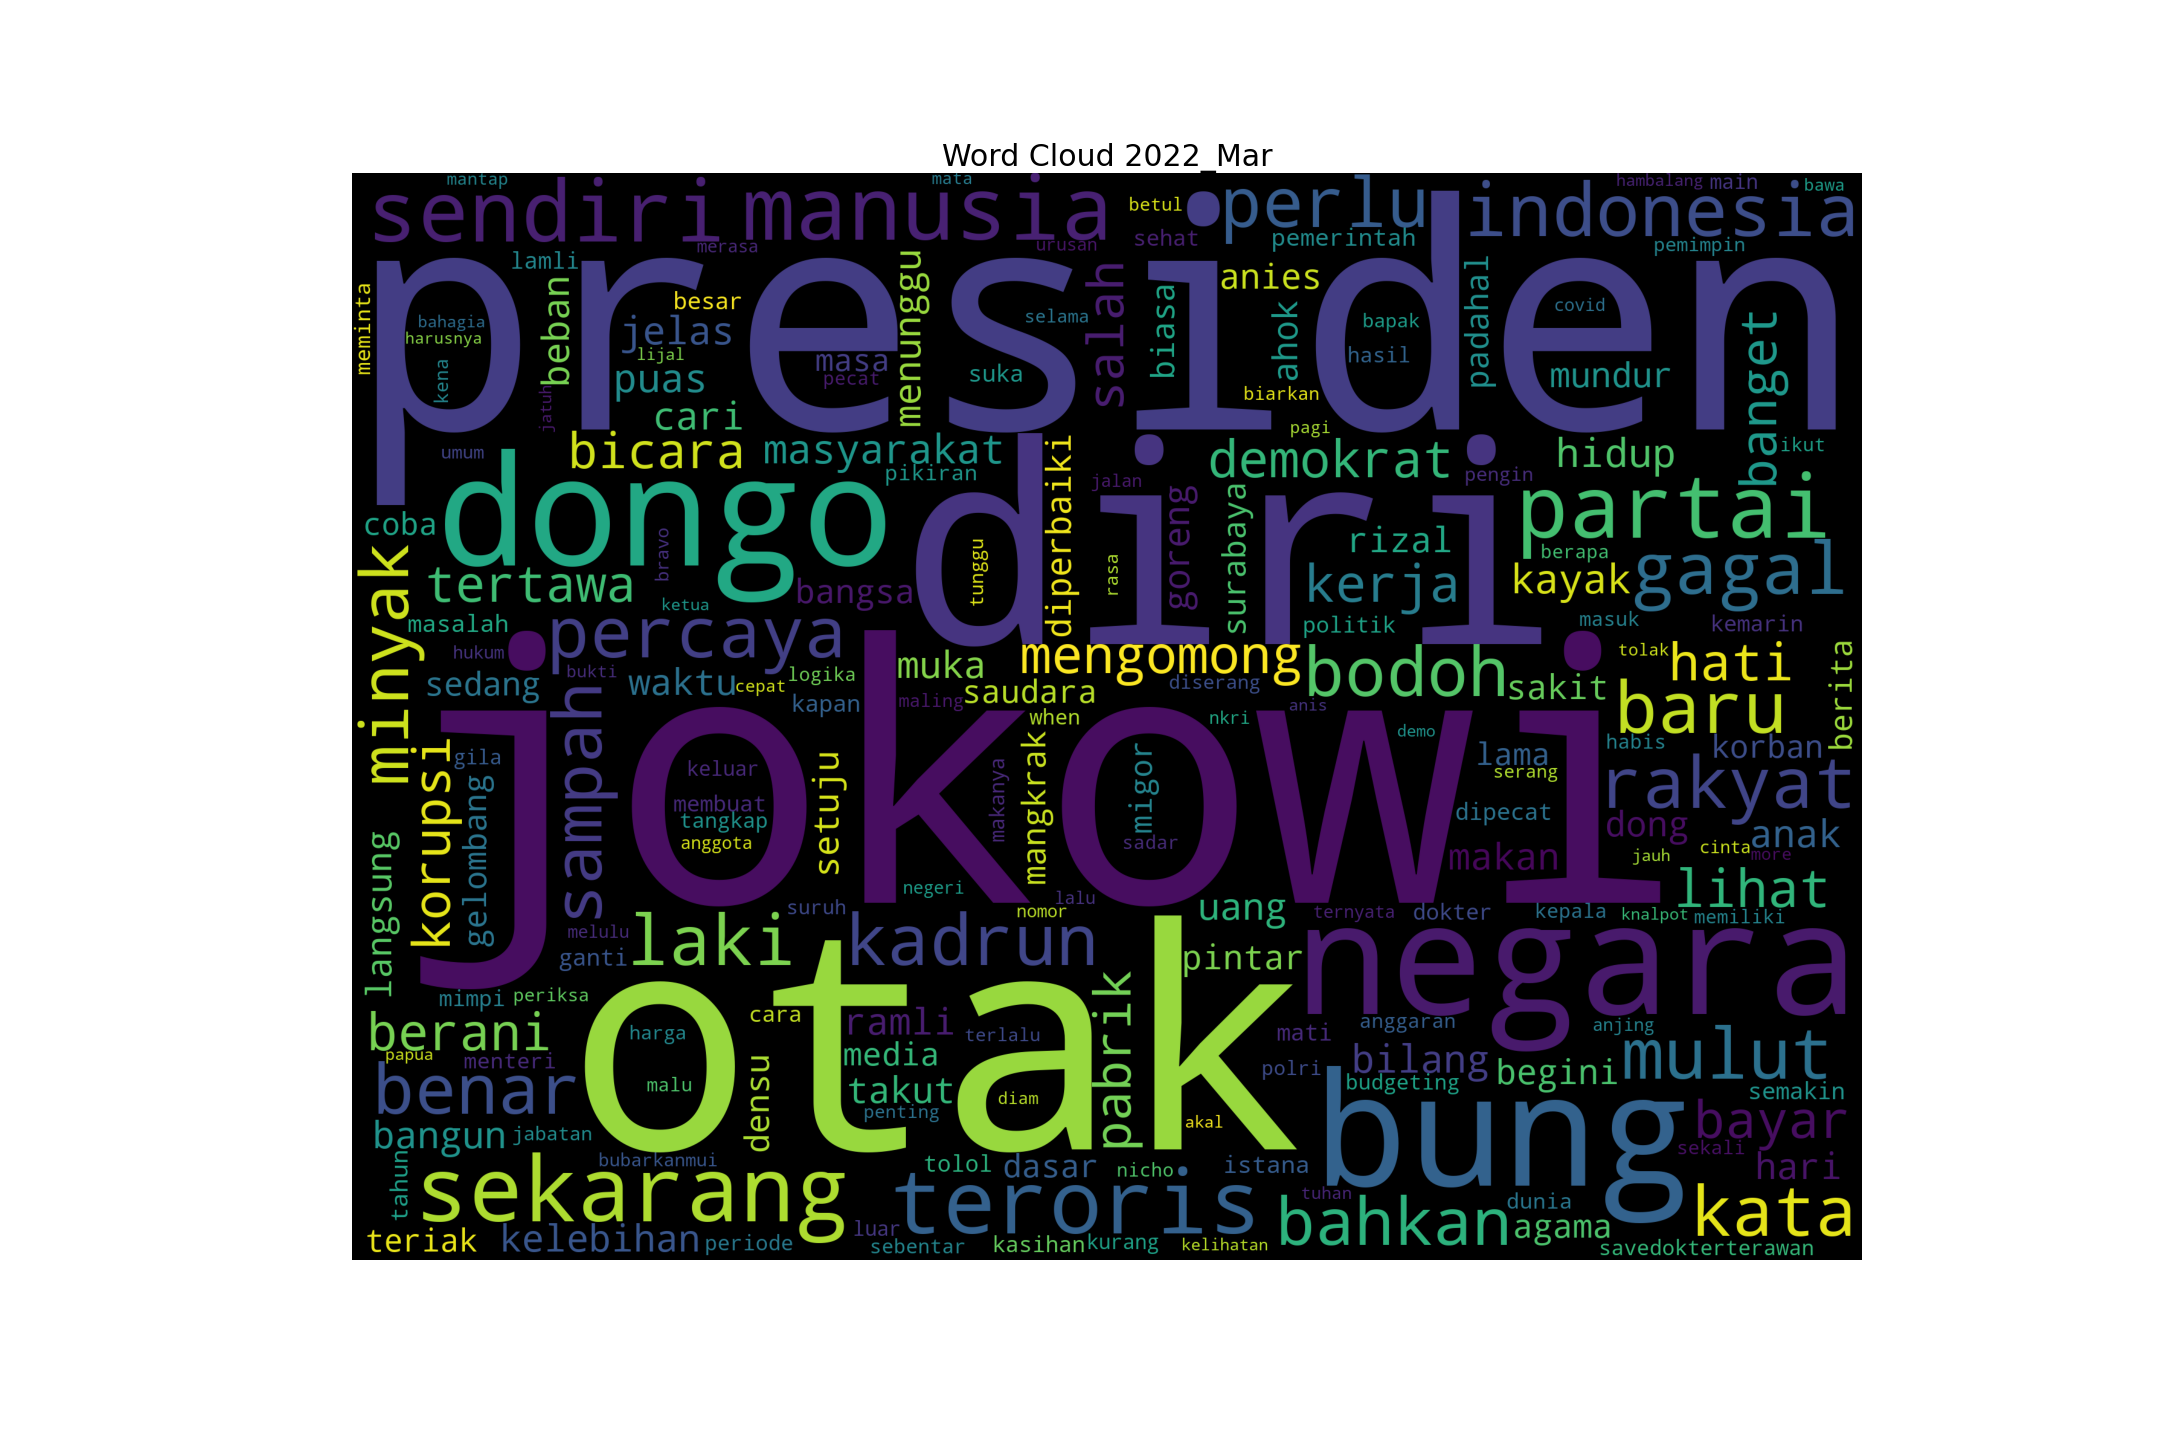 Word Cloud 2022_Mar
mantap
mata
hambalang
main
bawa
sendiri
manusia
betul
perlu
indonesia
merasa
urusan
sehat
pemerintah
pemimpin
lamli
presiden
meminta
bahagia
harusnya
kena
beban
besar
jelas
lijal
puas
masa
pecat
menunggu
suka
selama
salah
biasa
anies
ahok
bapak
hasil
padahal
covid
mundur
banget
jatuh
cari
biarkan
pagi
umum
bicara
masyarakat
pikiran
diri
diperbaiki
jalan
demokrat
pengin
hidup
ikut
coba
dongo
bravo
tunggu
rasa
goreng
surabaya
rizal
partai
berapa
tertawa
ketua
bangsa
kerja
kayak
gagal
minyak
masalah
percaya
politik
masuk
kemarin
hukum
bukti
sedang
waktu
cepat
logika
muka
mengomong
bodoh
tolak
hati
berita
saudara
diserang
sakit
kapan
maling
when
nkri
anis
baru
jokowi
demo
korupsi
gila
gelombang
sampah
keluar
membuat
tangkap
anggota
setuju
makanya
mangkrak
migor
sadar
lama
serang
habis
korban
rakyat
dipecat
dong
anak
makan
jauh
cinta
more
langsung
negeri
lalu
lihat
suruh
nomor
uang
ternyata
dokter
kepala
knalpot
memiliki
melulu
laki
kadrun
ganti
pintar
negara
mimpi
periksa
otak
berani
cara
ramli
terlalu
pabrik
harga
mati
anggaran
anjing
papua
menteri
media
bilang
mulut
malu
densu
takut
diam
polri
budgeting
begini
semakin
benar
penting
akal
bung
bayar
bangun
jabatan
sekali
tahun
bubarkanmui
tolol
dasar
nicho
istana
hari
sekarang
teroris
tuhan
dunia
kata
luar
bahkan
agama
teriak
kelebihan
periode
sebentar
kasihan
kurang
kelihatan
savedokterterawan